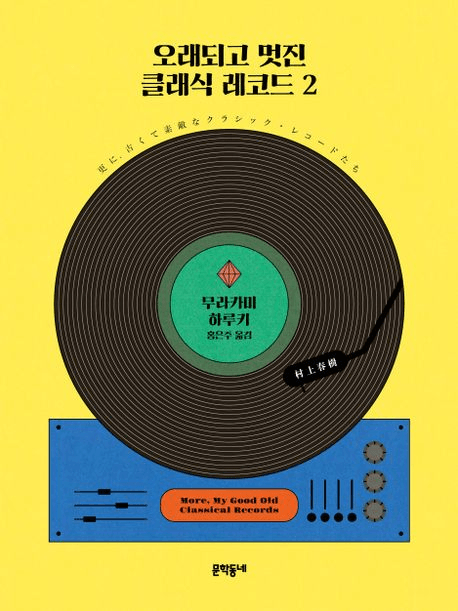 오래되고 멋진
클래식 레코드 2
更に、古くて素敵なクラシック・レコードたち
무라카미
하루키
홍은주 옮김
村上春樹
More, My Good Old
Classical Records
문학동네